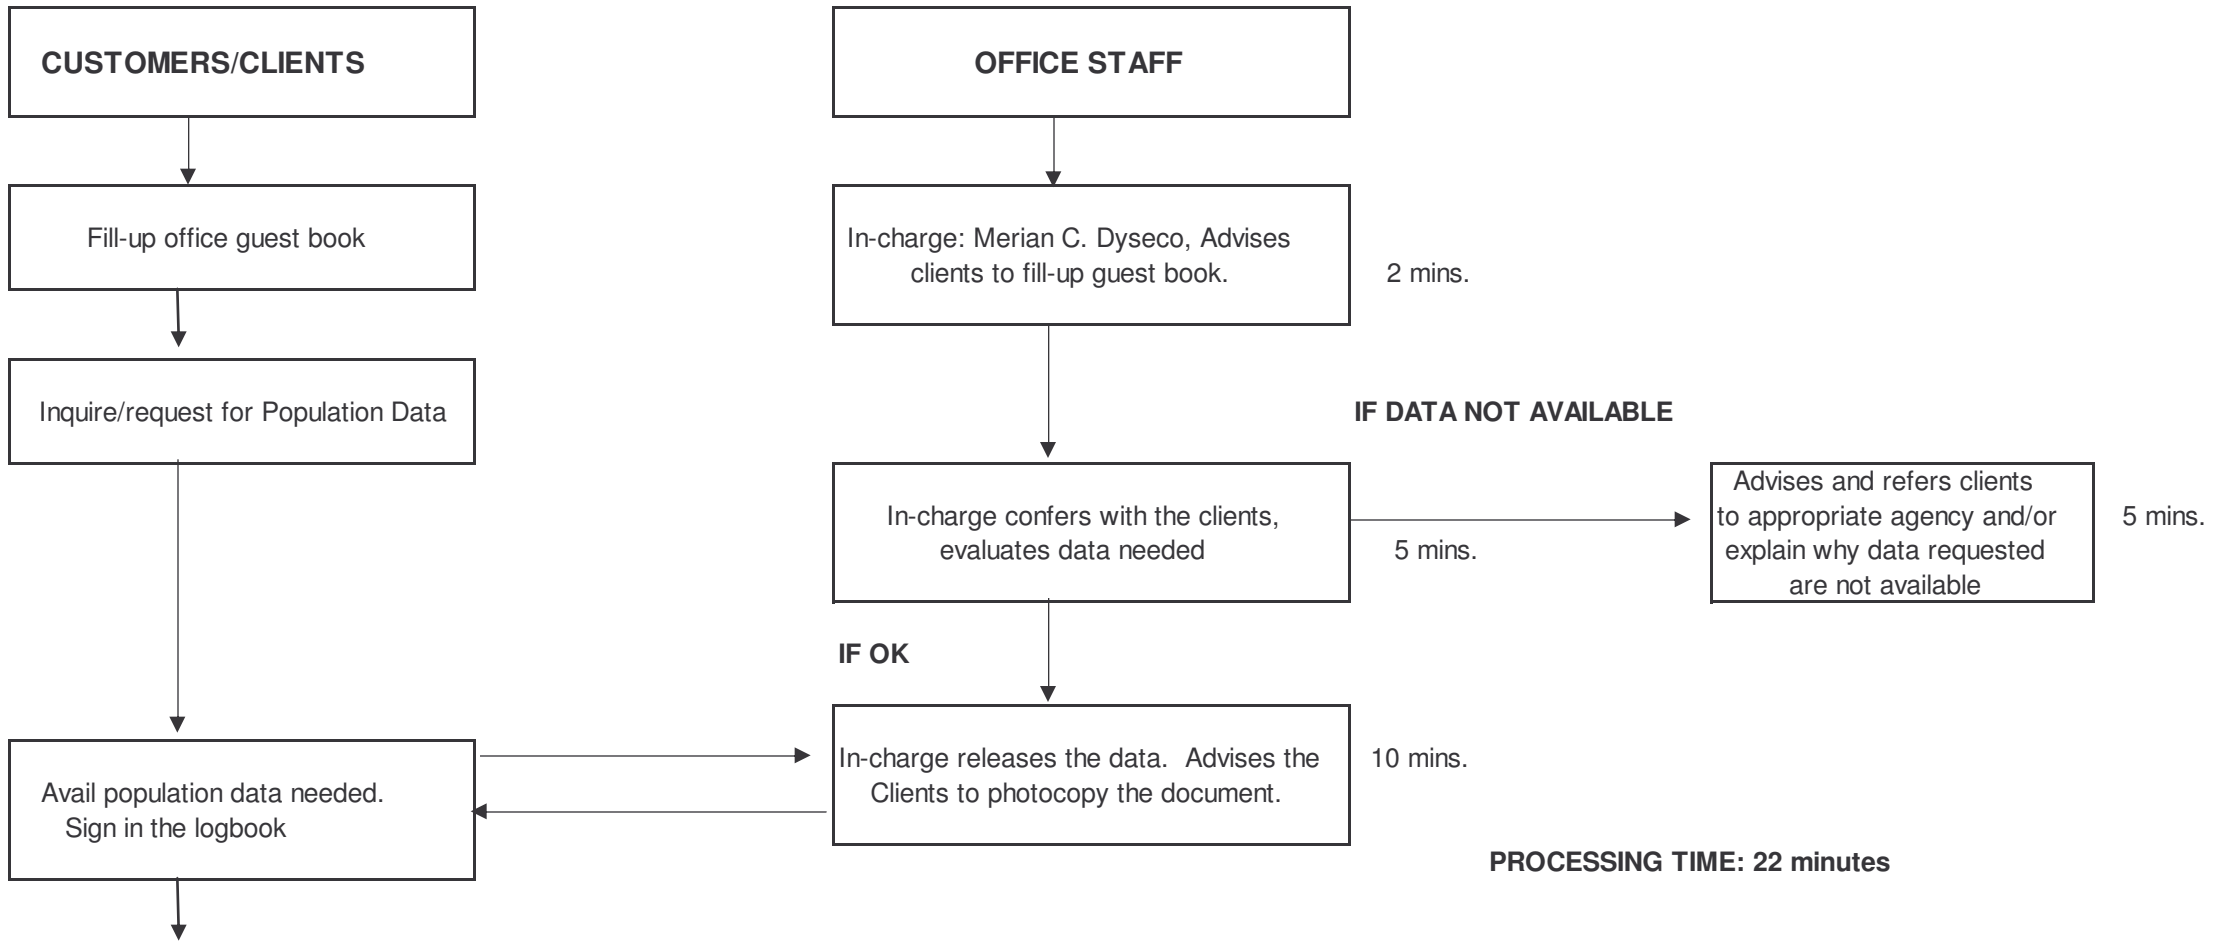 CUSTOMERS/CLIENTS
OFFICE STAFF
Fill-up office guest book
In-charge: Merian C. Dyseco, Advises
clients to fill-up guest book.
2 mins.
Inquire/request for Population Data
IF DATA NOT AVAILABLE
In-charge confers with the clients,
evaluates data needed
5 mins.
Advises and refers clients
to appropriate agency and/or
explain why data requested
are not available
5 mins.
IF OK
Avail population data needed.
Sign in the logbook
In-charge releases the data. Advises the
Clients to photocopy the document.
10 mins.
PROCESSING TIME: 22 minutes